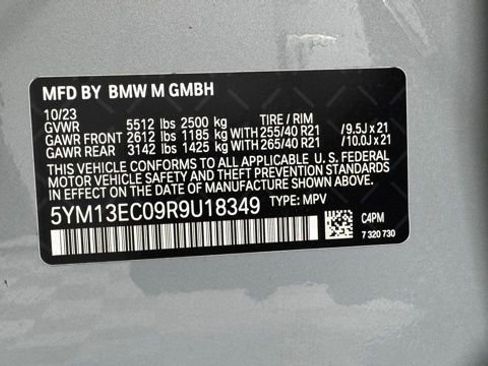 MFD BY BMW M GMBH
10/23
GVWR 5512 lbs 2500 kg TIRE / RIM
GAWR FRONT 2612 lbs 1185 kg WITH 255/40 R21 /9.5J x 21
GAWR REAR 3142 lbs 1425 kg WITH 265/40 R21 /10.0J x 21
THIS VEHICLE CONFORMS TO ALL APPLICABLE U. S. FEDERAL
MOTOR VEHICLE SAFETY AND THEFT PREVENTION STANDARDS
IN EFFECT ON THE DATE OF MANUFACTURE SHOWN ABOVE.
5YM13EC09R9U18349 TYPE: MPV
C4PM
7 320 730